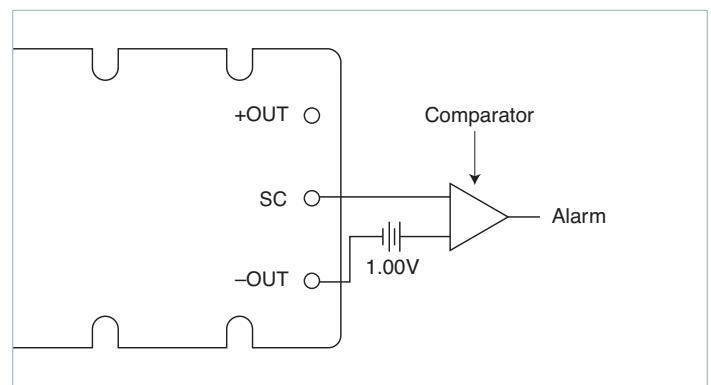 +OUT
Comparator
SC
Alarm
1.00V
–OUT